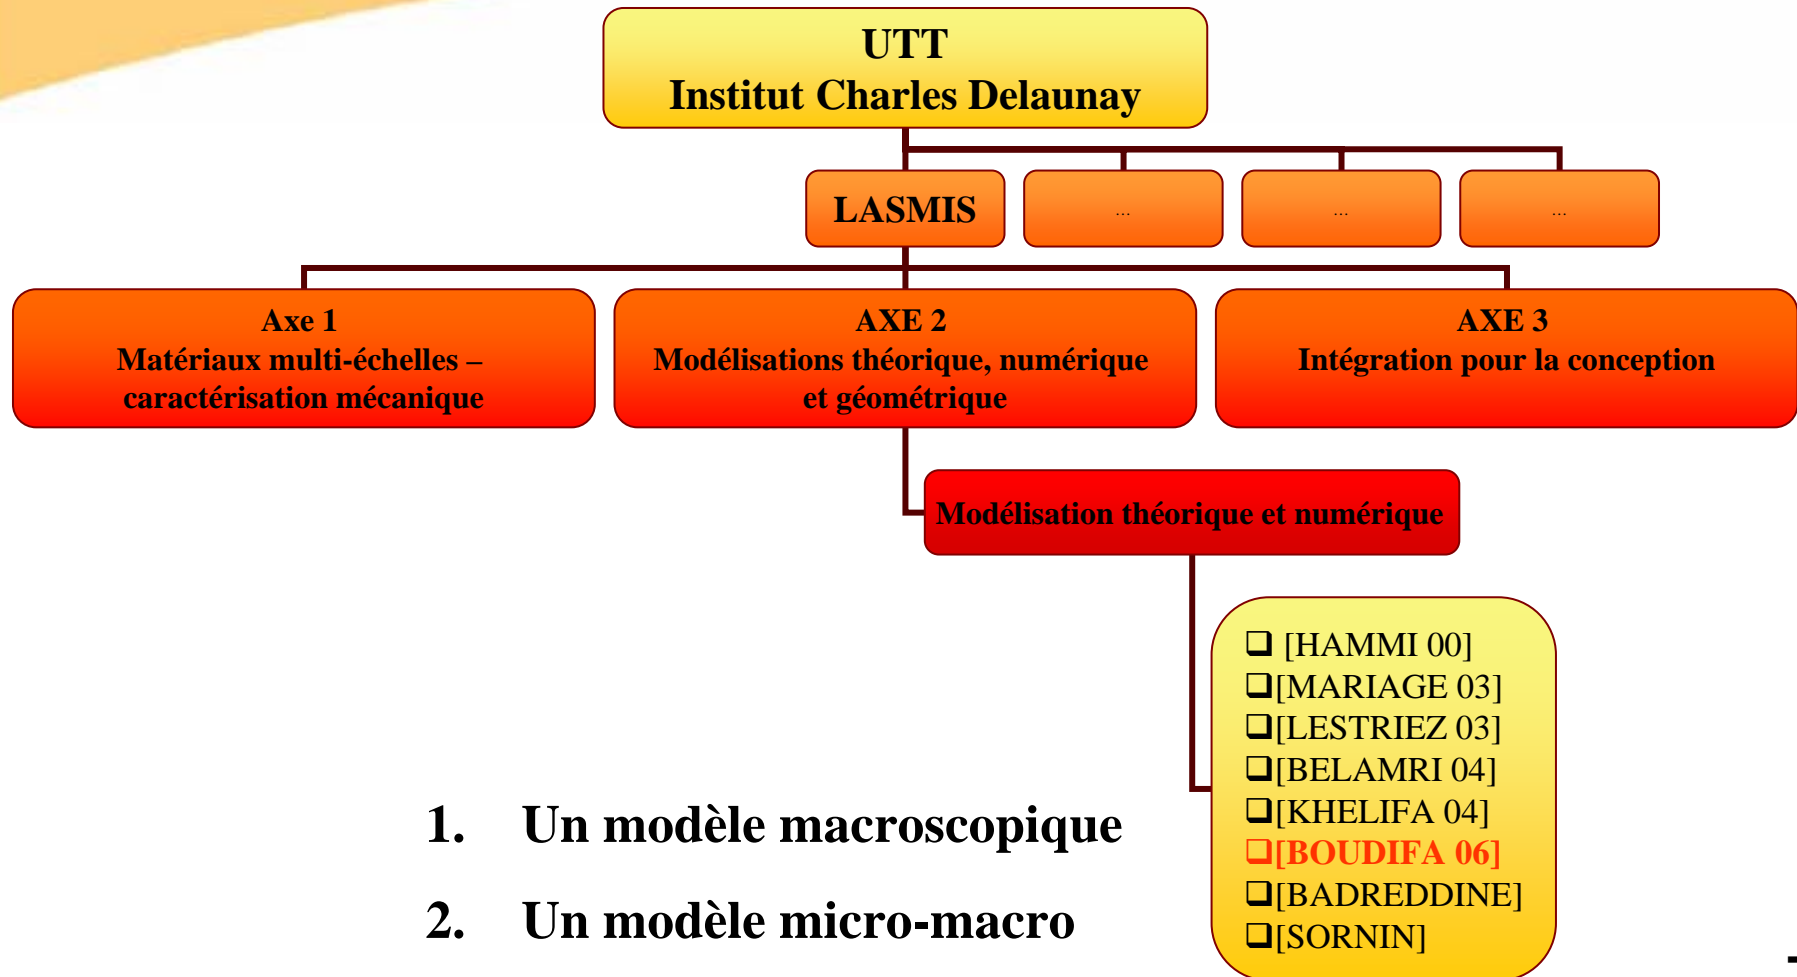 UTT
Institut Charles Delaunay
LASMIS
...
...
...
Axe 1
Matériaux multi-échelles –
caractérisation mécanique
AXE 2
Modélisations théorique, numérique
et géométrique
AXE 3
Intégration pour la conception
Modélisation théorique et numérique
❑ [HAMMI 00]
❑[MARIAGE 03]
❑[LESTRIEZ 03]
❑[BELAMRI 04]
❑[KHELIFA 04]
❑[BOUDIFA 06]
❑[BADREDDINE]
❑[SORNIN]
1. Un modèle macroscopique
2. Un modèle micro-macro